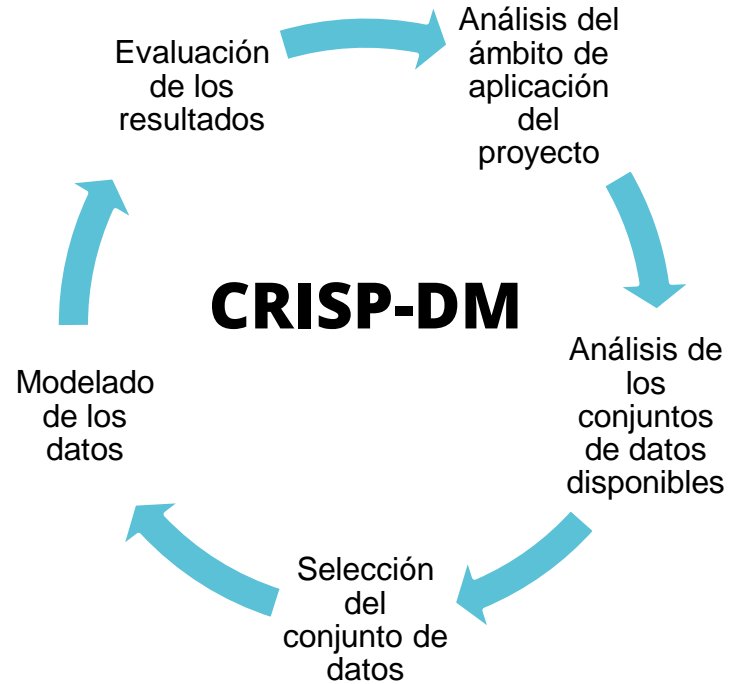 Análisis del
ámbito de
aplicación
del
proyecto
Análisis de
los
conjuntos
de datos
disponibles
Selección
del
conjunto de
datos
Modelado
de los
datos
Evaluación
de los
resultados
CRISP-DM